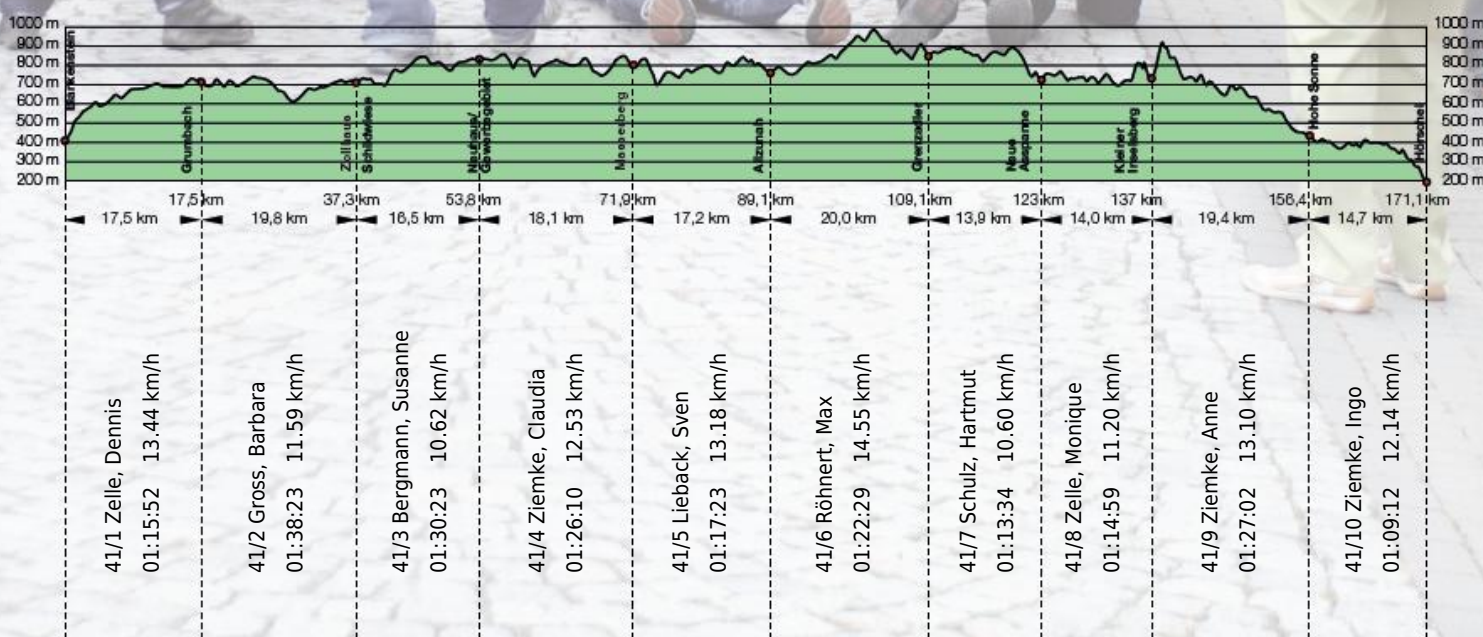 1000 m
900 m
800 m
700 m
600 m
500 m
400 m
300 m
200 m
1000 m
900 m
800 m
700 m
600 m
500 m
400 m
300 m
200 m
Blankenstein
Grumbach
Zollhaus
Schildwiese
Neuhaus/
Masserberg
Allzunah
Grenzadler
Neue
Ausspanne
Kleiner
Inselsberg
Hohe Sonne
Hörschel
17,5 km
37,3 km
53,8 km
71,9 km
89,1 km
109,1 km
123 km
137 km
156,4 km
171,1 km
17,5 km
19,8 km
16,5 km
18,1 km
17,2 km
20,0 km
13,9 km
14,0 km
19,4 km
14,7 km
41/1 Zelle, Dennis
01:15:52 13.44 km/h
41/2 Gross, Barbara
01:38:23 11.59 km/h
41/3 Bergmann, Susanne
01:30:23 10.62 km/h
41/4 Ziemke, Claudia
01:26:10 12.53 km/h
41/5 Lieback, Sven
01:17:23 13.18 km/h
41/6 Röhnert, Max
01:22:29 14.55 km/h
41/7 Schulz, Hartmut
01:13:34 10.60 km/h
41/8 Zelle, Monique
01:14:59 11.20 km/h
41/9 Ziemke, Anne
01:27:02 13.10 km/h
41/10 Ziemke, Ingo
01:09:12 12.14 km/h